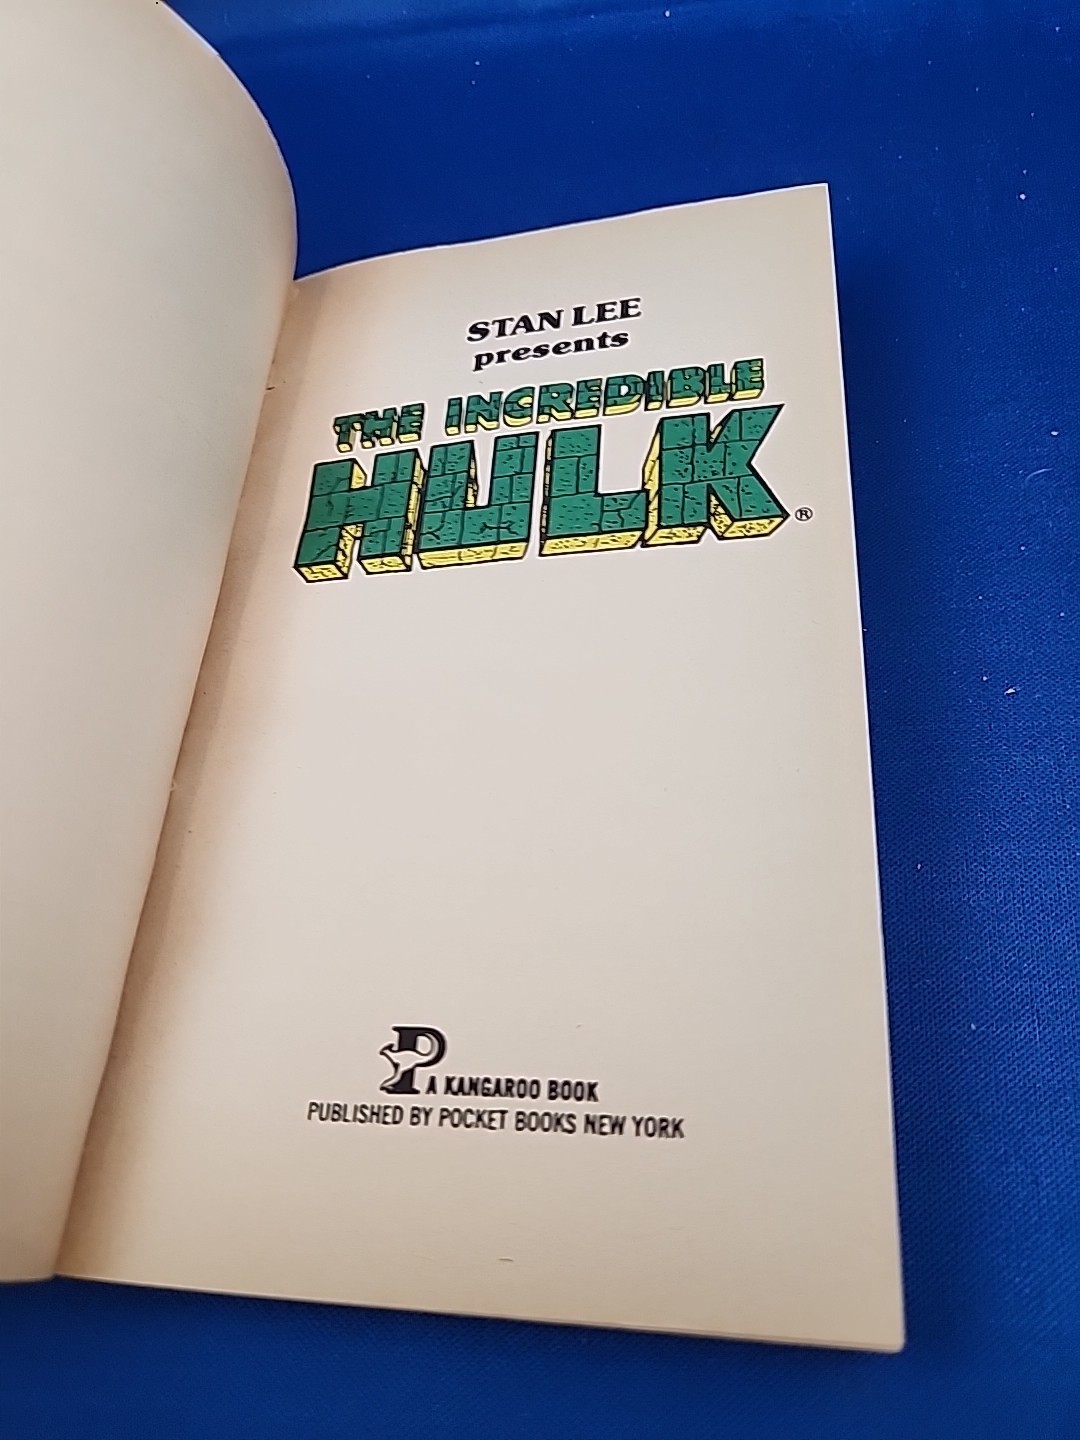 STAN LEE
presents
THE INCREDIBLE
HULK ®
P A KANGAROO BOOK
PUBLISHED BY POCKET BOOKS NEW YORK